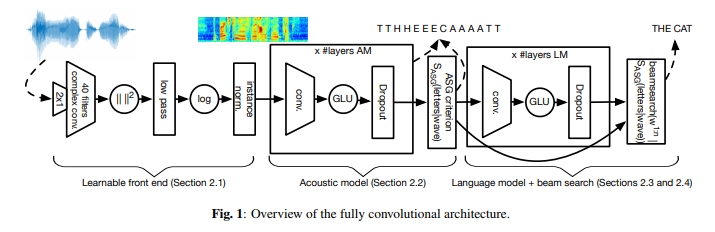 T T H H E E E C A A A A T T
THE CAT
x #layers AM
x #layers LM
2x1
40 filters
complex conv.
|| ||²
low pass
log
instance
norm.
conv.
GLU
Dropout
ASG criterion
S_ASG(letters|wave)
conv.
GLU
Dropout
beamsearch(w^1:n ||
S_ASG(letters|wave))
Learnable front end (Section 2.1)
Acoustic model (Section 2.2)
Language model + beam search (Sections 2.3 and 2.4)
Fig. 1: Overview of the fully convolutional architecture.